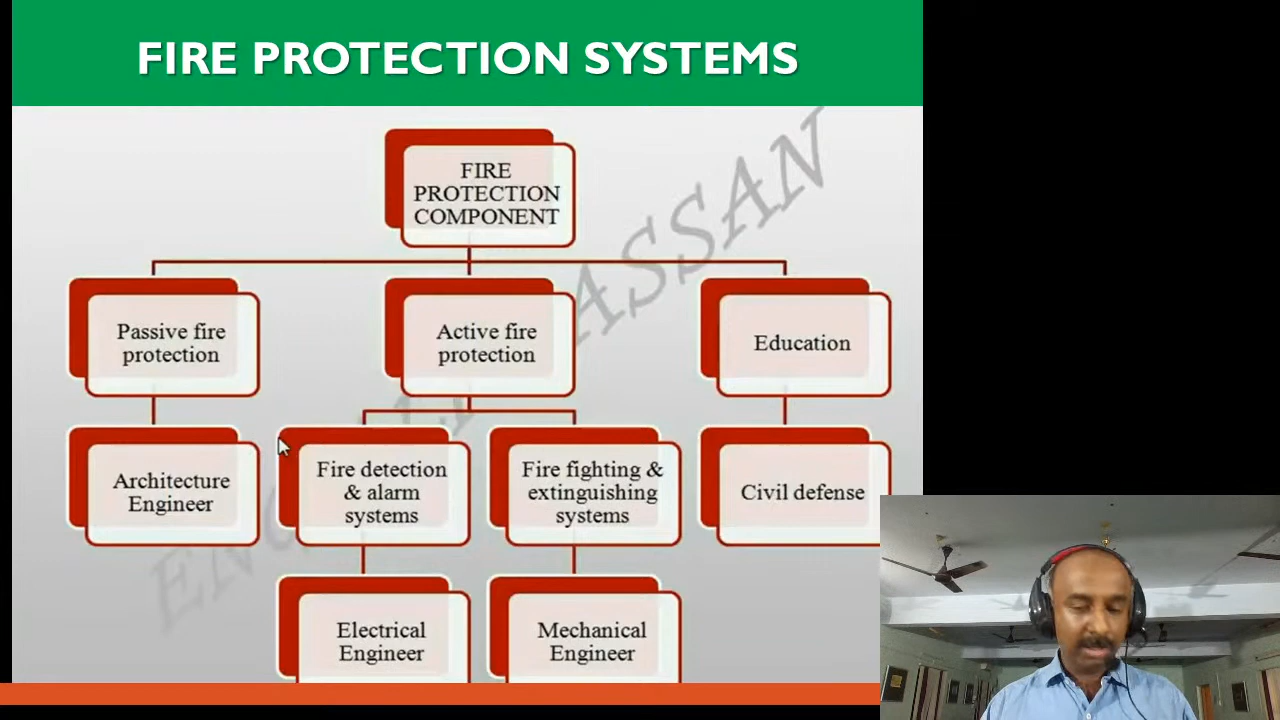 FIRE PROTECTION SYSTEMS
FIRE
PROTECTION
COMPONENT
Passive fire
protection
Active fire
protection
Education
Architecture
Engineer
Fire detection
& alarm
systems
Fire fighting &
extinguishing
systems
Civil defense
Electrical
Engineer
Mechanical
Engineer